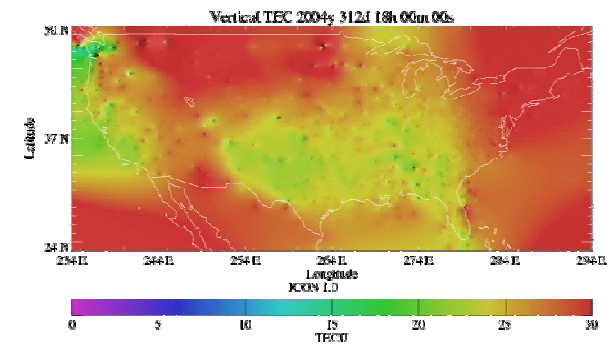 Vertical TEC 2004y 312d 18h 00m 00s
Latitude
37 N
24 N
234 E 244 E 254 E 264 E 274 E 284 E 294 E
Longitude
0 5 10 15 20 25 30
TECU